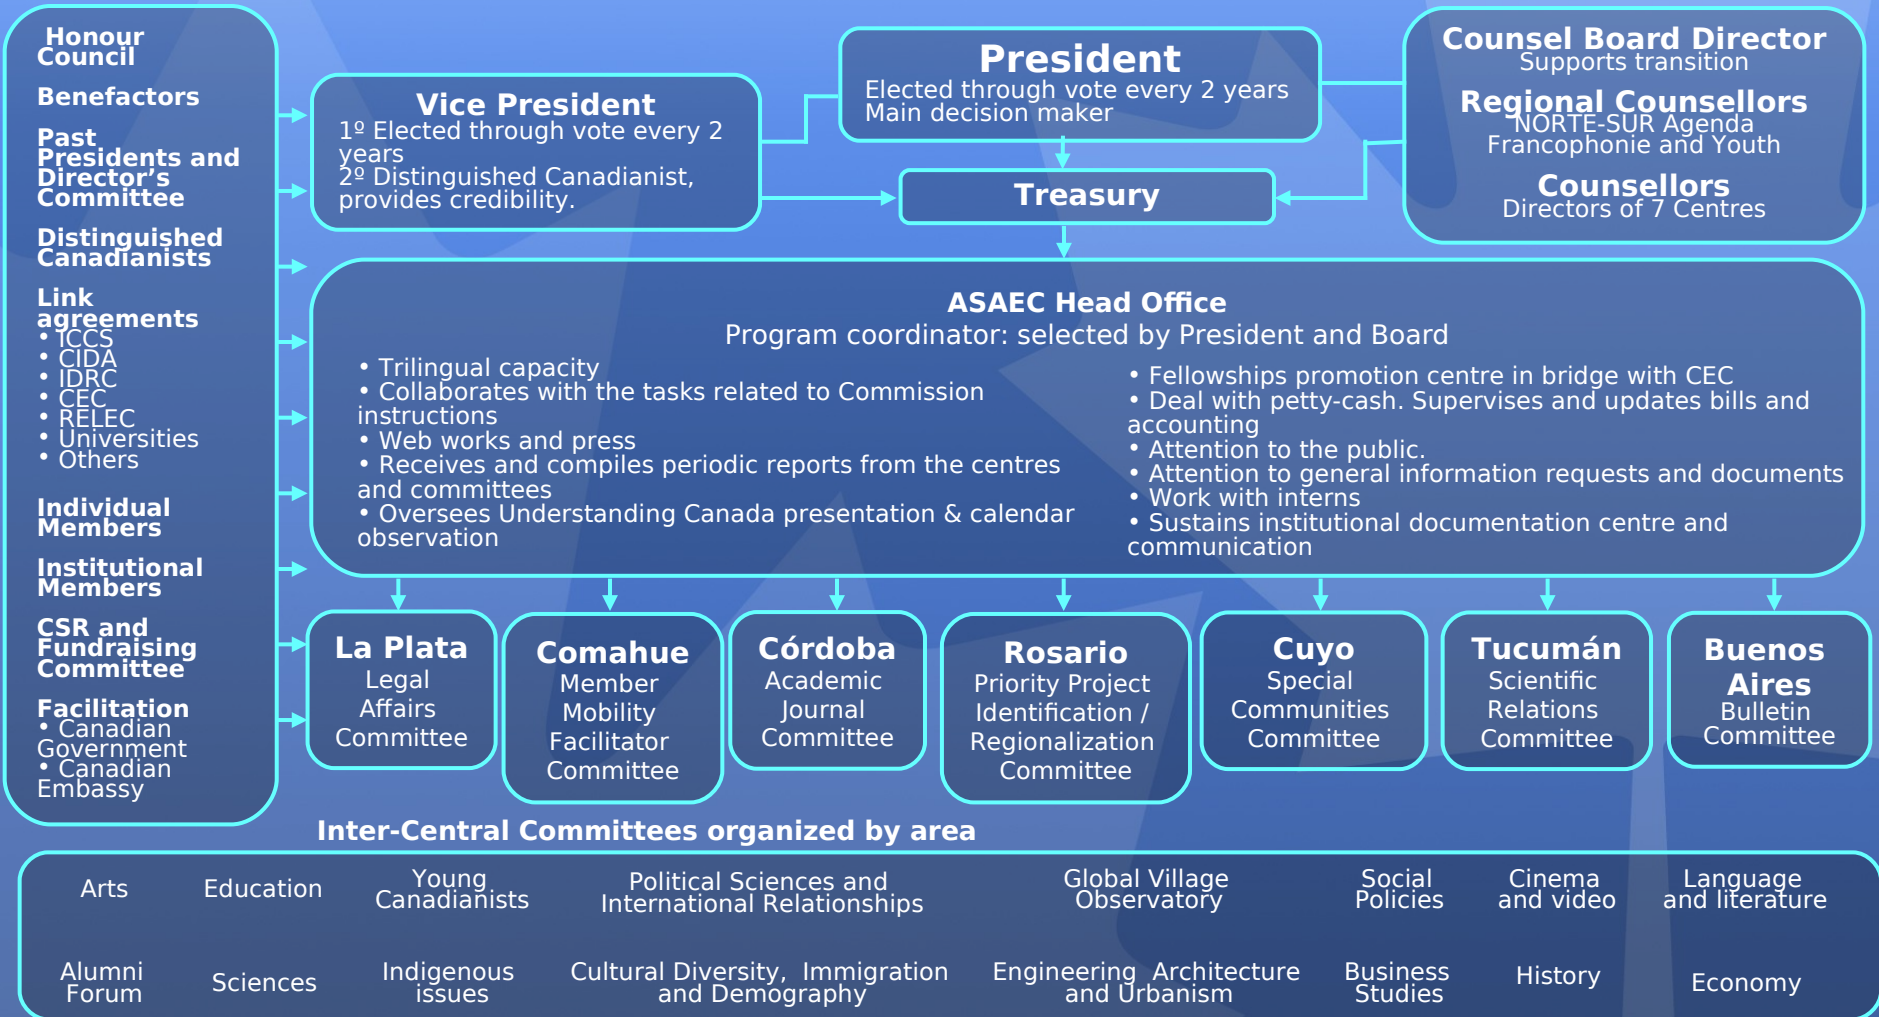 Honour
Council
Benefactors
Past
Presidents and
Director’s
Committee
Distinguished
Canadianists
Link
agreements
• ICCS
• CIDA
• IDRC
• CEC
• RELEC
• Universities
• Others
Individual
Members
Institutional
Members
CSR and
Fundraising
Committee
Facilitation
• Canadian
Government
• Canadian
Embassy
Vice President
1º Elected through vote every 2
years
2º Distinguished Canadianist,
provides credibility.
President
Elected through vote every 2 years
Main decision maker
Treasury
Counsel Board Director
Supports transition
Regional Counsellors
NORTE-SUR Agenda
Francophonie and Youth
Counsellors
Directors of 7 Centres
ASAEC Head Office
Program coordinator: selected by President and Board
• Trilingual capacity
• Collaborates with the tasks related to Commission
instructions
• Web works and press
• Receives and compiles periodic reports from the centres
and committees
• Oversees Understanding Canada presentation & calendar
observation
• Fellowships promotion centre in bridge with CEC
• Deal with petty-cash. Supervises and updates bills and
accounting
• Attention to the public.
• Attention to general information requests and documents
• Work with interns
• Sustains institutional documentation centre and
communication
La Plata
Legal
Affairs
Committee
Comahue
Member
Mobility
Facilitator
Committee
Córdoba
Academic
Journal
Committee
Rosario
Priority Project
Identification /
Regionalization
Committee
Cuyo
Special
Communities
Committee
Tucumán
Scientific
Relations
Committee
Buenos
Aires
Bulletin
Committee
Inter-Central Committees organized by area
Arts
Education
Young
Canadianists
Political Sciences and
International Relationships
Global Village
Observatory
Social
Policies
Cinema
and video
Language
and literature
Alumni
Forum
Sciences
Indigenous
issues
Cultural Diversity, Immigration
and Demography
Engineering Architecture
and Urbanism
Business
Studies
History
Economy